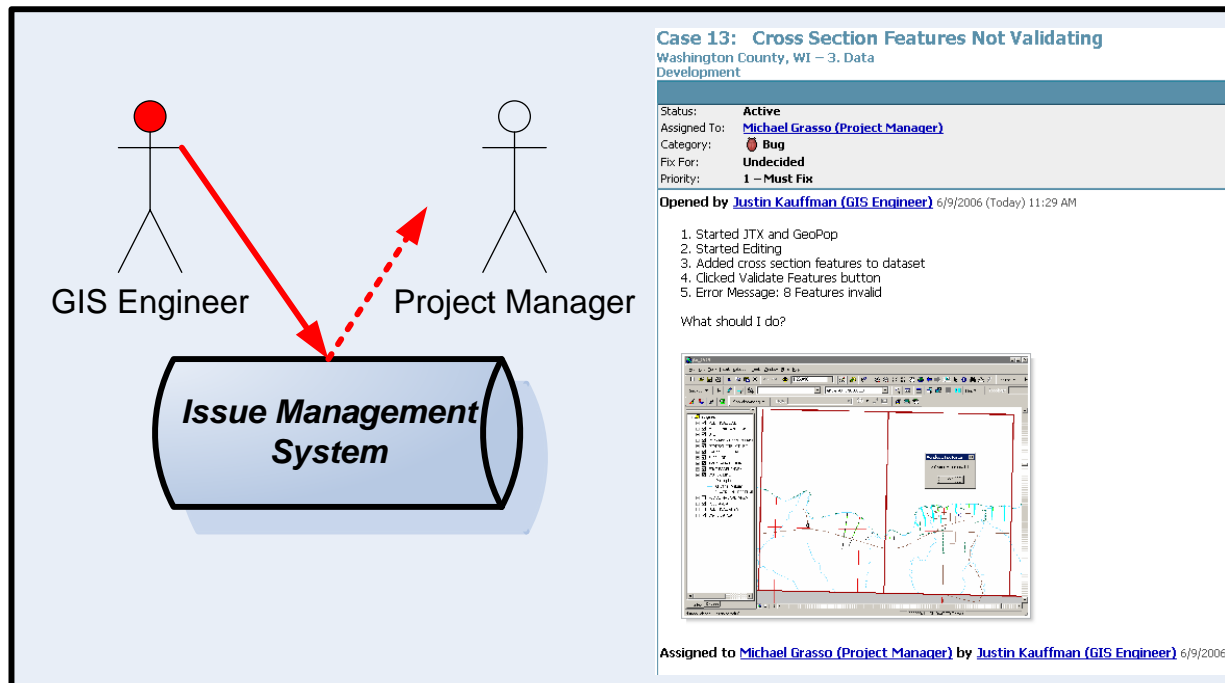 GIS Engineer
Project Manager
Issue Management
System
Case 13: Cross Section Features Not Validating
Washington County, WI – 3. Data
Development
Status: Active
Assigned To: Michael Grasso (Project Manager)
Category: Bug
Fix For: Undecided
Priority: 1 – Must Fix
Opened by Justin Kauffman (GIS Engineer) 6/9/2006 (Today) 11:29 AM
1. Started JTX and GeoPop
2. Started Editing
3. Added cross section features to dataset
4. Clicked Validate Features button
5. Error Message: 8 Features invalid
What should I do?
Assigned to Michael Grasso (Project Manager) by Justin Kauffman (GIS Engineer) 6/9/2006